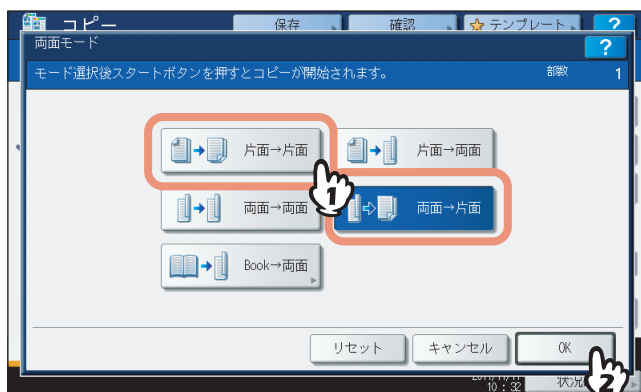 コピー 保存 確認 テンプレート ?
両面モード ?
モード選択後スタートボタンを押すとコピーが開始されます。 部数 1
片面→片面 片面→両面
1
両面→両面 両面→片面
Book→両面
リセット キャンセル OK
2
10:32 状況